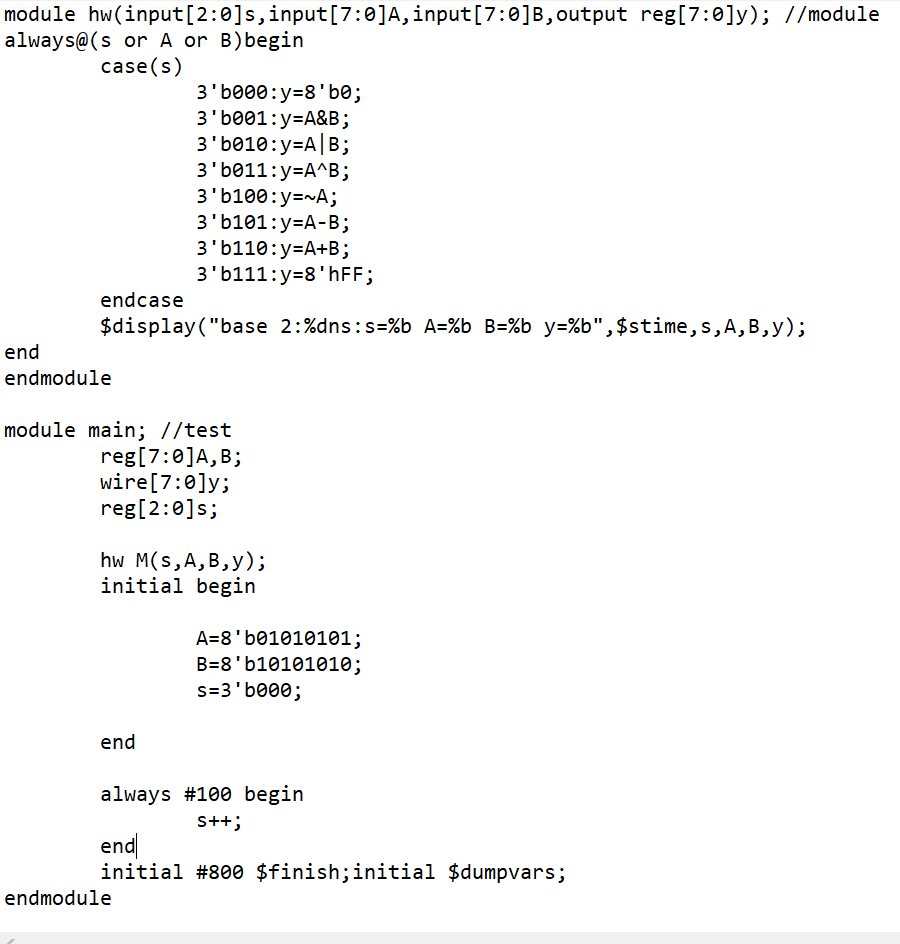 module hw(input[2:0]s,input[7:0]A,input[7:0]B,output reg[7:0]y); //module
always@(s or A or B)begin
        case(s)
                3'b000:y=8'b0;
                3'b001:y=A&B;
                3'b010:y=A|B;
                3'b011:y=A^B;
                3'b100:y=~A;
                3'b101:y=A-B;
                3'b110:y=A+B;
                3'b111:y=8'hFF;
        endcase
        $display("base 2:%dns:s=%b A=%b B=%b y=%b",$stime,s,A,B,y);
end
endmodule

module main; //test
        reg[7:0]A,B;
        wire[7:0]y;
        reg[2:0]s;

        hw M(s,A,B,y);
        initial begin

                A=8'b01010101;
                B=8'b10101010;
                s=3'b000;

        end

        always #100 begin
                s++;
        end
        initial #800 $finish;initial $dumpvars;
endmodule